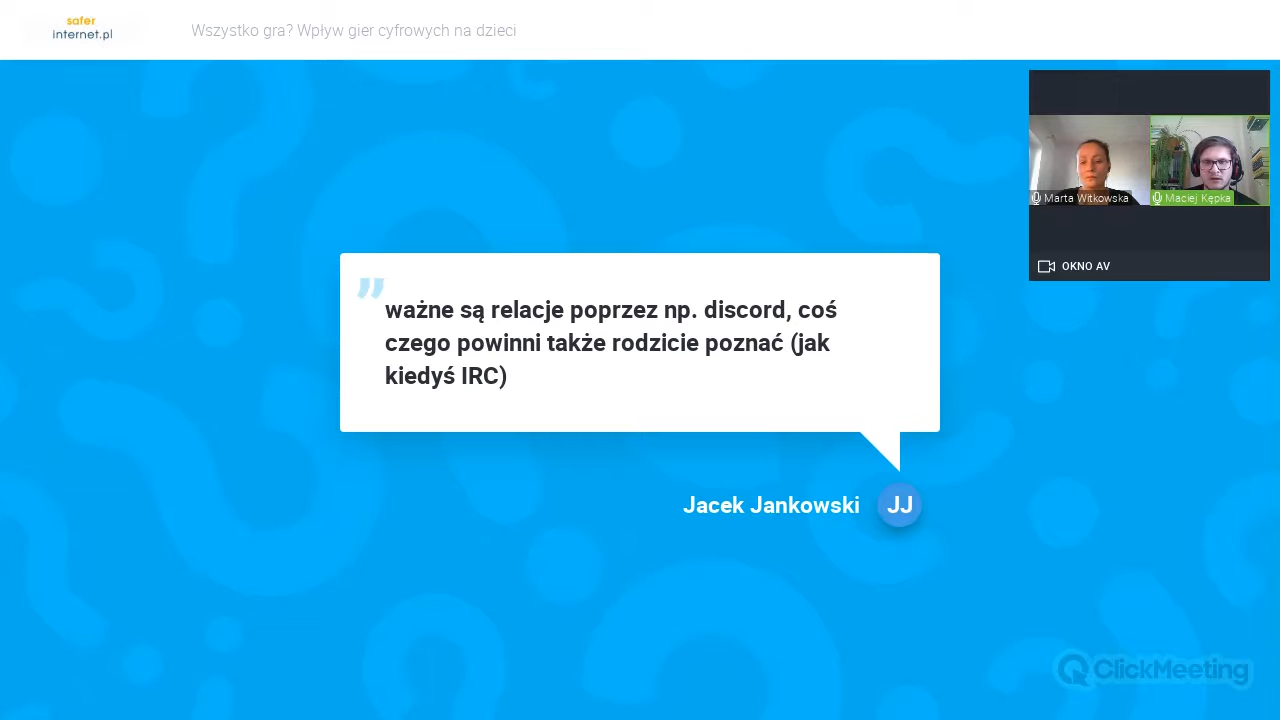 safer
internet.pl
Wszystko gra? Wpływ gier cyfrowych na dzieci
Marta Witkowska
Maciej Kępka
OKNO AV
”
ważne są relacje poprzez np. discord, coś
czego powinni także rodzicie poznać (jak
kiedyś IRC)
Jacek Jankowski
JJ
ClickMeeting